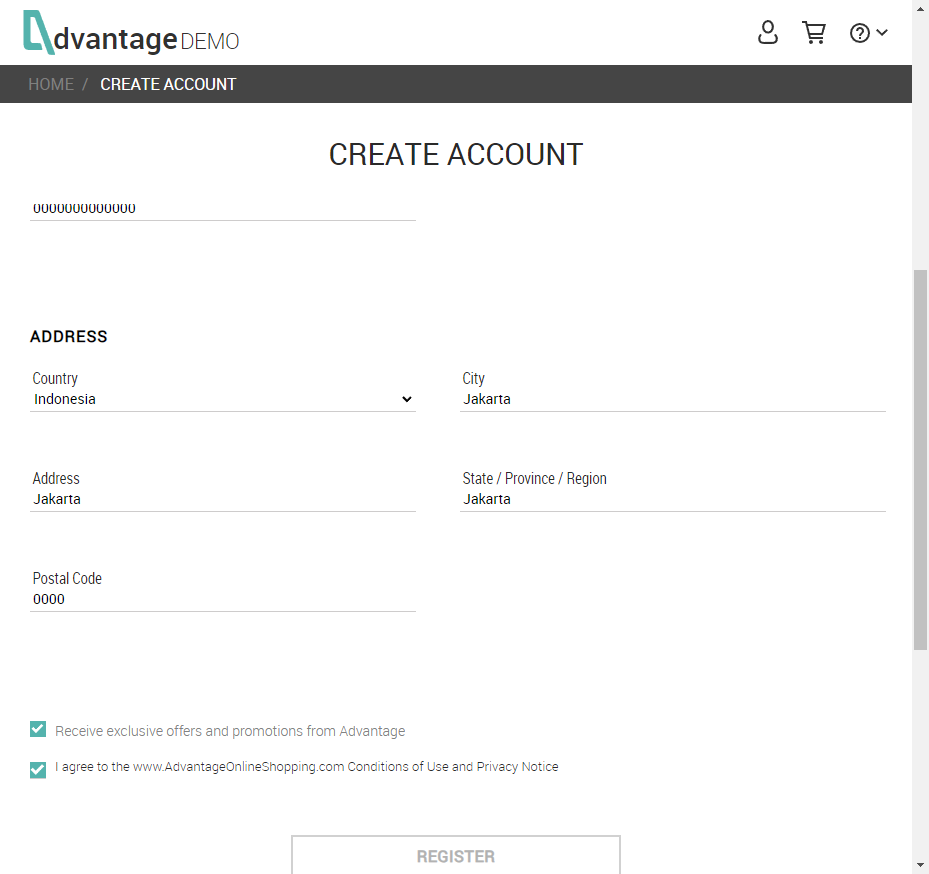 dvantage DEMO
HOME / CREATE ACCOUNT
CREATE ACCOUNT
0000000000000
ADDRESS
Country City
Indonesia Jakarta
Address State / Province / Region
Jakarta Jakarta
Postal Code
0000
Receive exclusive offers and promotions from Advantage
I agree to the www.AdvantageOnlineShopping.com Conditions of Use and Privacy Notice
REGISTER